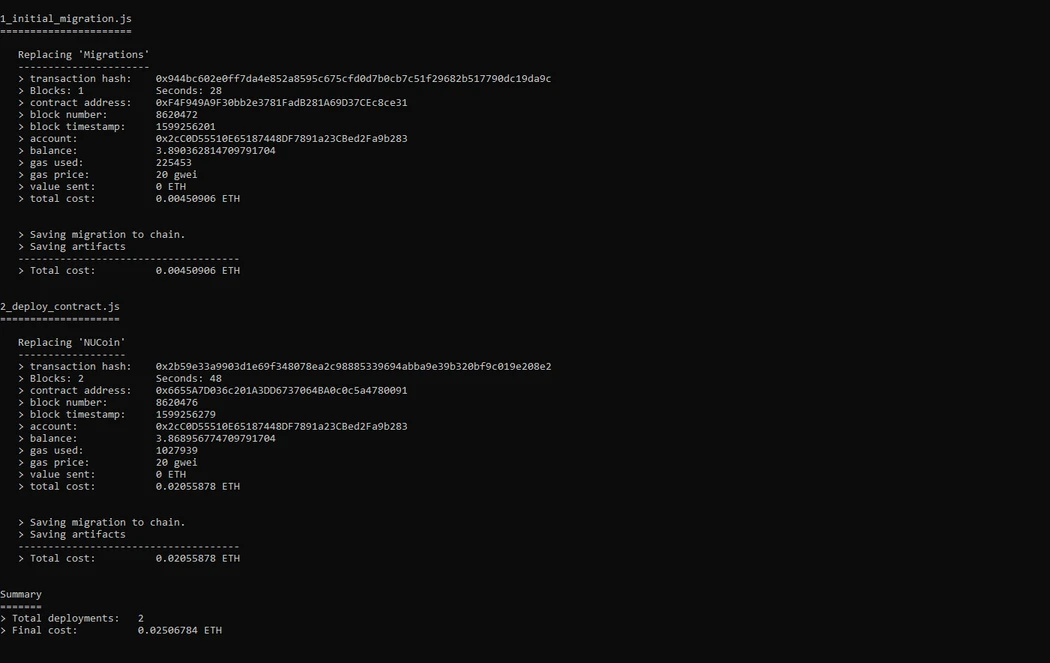 1_initial_migration.js
======================
Replacing 'Migrations'
----------------------
> transaction hash: 0x944bc602e0ff7da4e852a8595c675cfd0d7b0cb7c51f29682b517790dc19da9c
> Blocks: 1 Seconds: 28
> contract address: 0xF4F949A9F30bb2e3781FadB281A69D37CEc8ce31
> block number: 8620472
> block timestamp: 1599256201
> account: 0x2cC0D55510E65187448DF7891a23CBed2Fa9b283
> balance: 3.890362814709791704
> gas used: 225453
> gas price: 20 gwei
> value sent: 0 ETH
> total cost: 0.00450906 ETH
> Saving migration to chain.
> Saving artifacts
-------------------------------------
> Total cost: 0.00450906 ETH
2_deploy_contract.js
====================
Replacing 'NUCoin'
------------------
> transaction hash: 0x2b59e33a9903d1e69f348078ea2c98885339694abba9e39b320bf9c019e208e2
> Blocks: 2 Seconds: 48
> contract address: 0x6655A7D036c201A3DD6737064BA0c0c5a4780091
> block number: 8620476
> block timestamp: 1599256279
> account: 0x2cC0D55510E65187448DF7891a23CBed2Fa9b283
> balance: 3.868956774709791704
> gas used: 1027939
> gas price: 20 gwei
> value sent: 0 ETH
> total cost: 0.02055878 ETH
> Saving migration to chain.
> Saving artifacts
-------------------------------------
> Total cost: 0.02055878 ETH
Summary
=======
> Total deployments: 2
> Final cost: 0.02506784 ETH